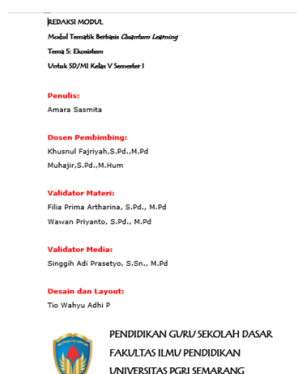 REDAKSI MODUL
Modul Tematik Berbasis Quantum Learning
Tema 5: Ekosistem
Untuk SD/MI Kelas V Semester I
Penulis:
Amara Sasmita
Dosen Pembimbing:
Khusnul Fajriyah,S.Pd.,M.Pd
Muhajir,S.Pd.,M.Hum
Validator Materi:
Filia Prima Artharina, S.Pd., M.Pd
Wawan Priyanto, S.Pd., M.Pd
Validator Media:
Singgih Adi Prasetyo, S.Sn., M.Pd
Desain dan Layout:
Tio Wahyu Adhi P
PENDIDIKAN GURU SEKOLAH DASAR
FAKULTAS ILMU PENDIDIKAN
UNIVERSITAS PGRI SEMARANG